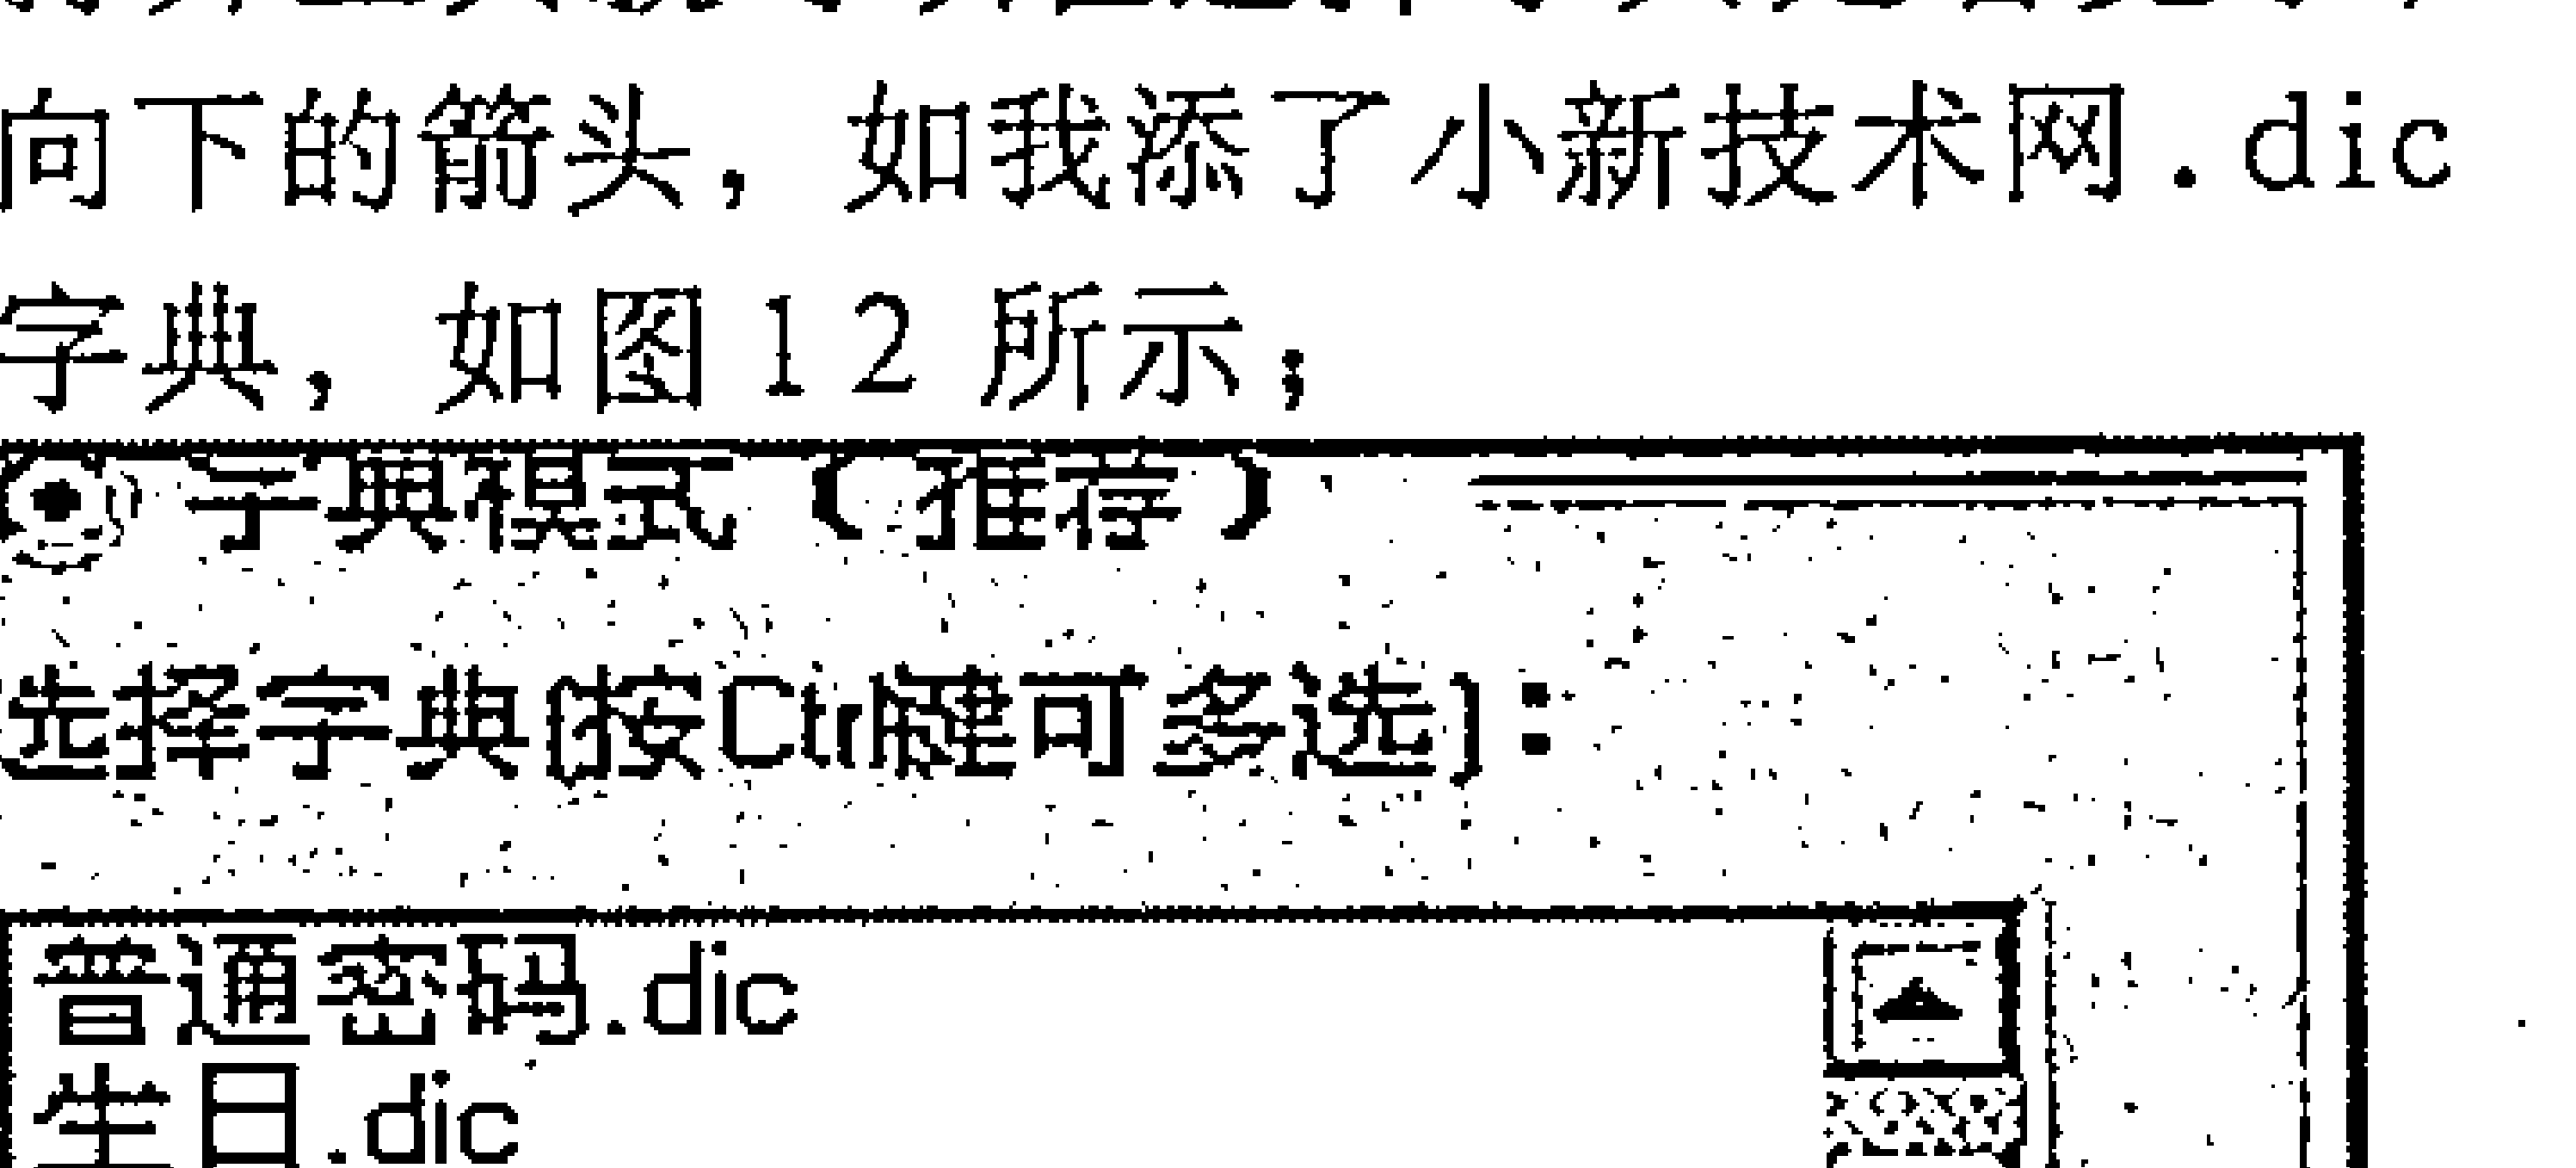 向下的箭头，如我添了小新技术网.dic
字典，如图 12 所示；
字典模式（推荐）
选择字典(按Ctrl键可多选)：
普通密码.dic
生日.dic